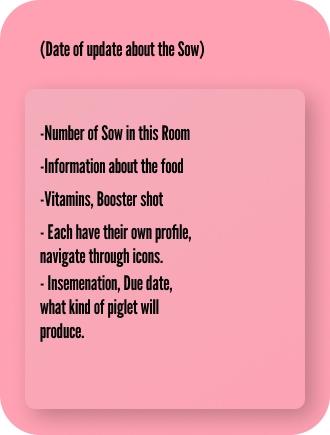 (Date of update about the Sow)
-Number of Sow in this Room
-Information about the food
-Vitamins, Booster shot
- Each have their own profile,
navigate through icons.
- Insemenation, Due date,
what kind of piglet will
produce.